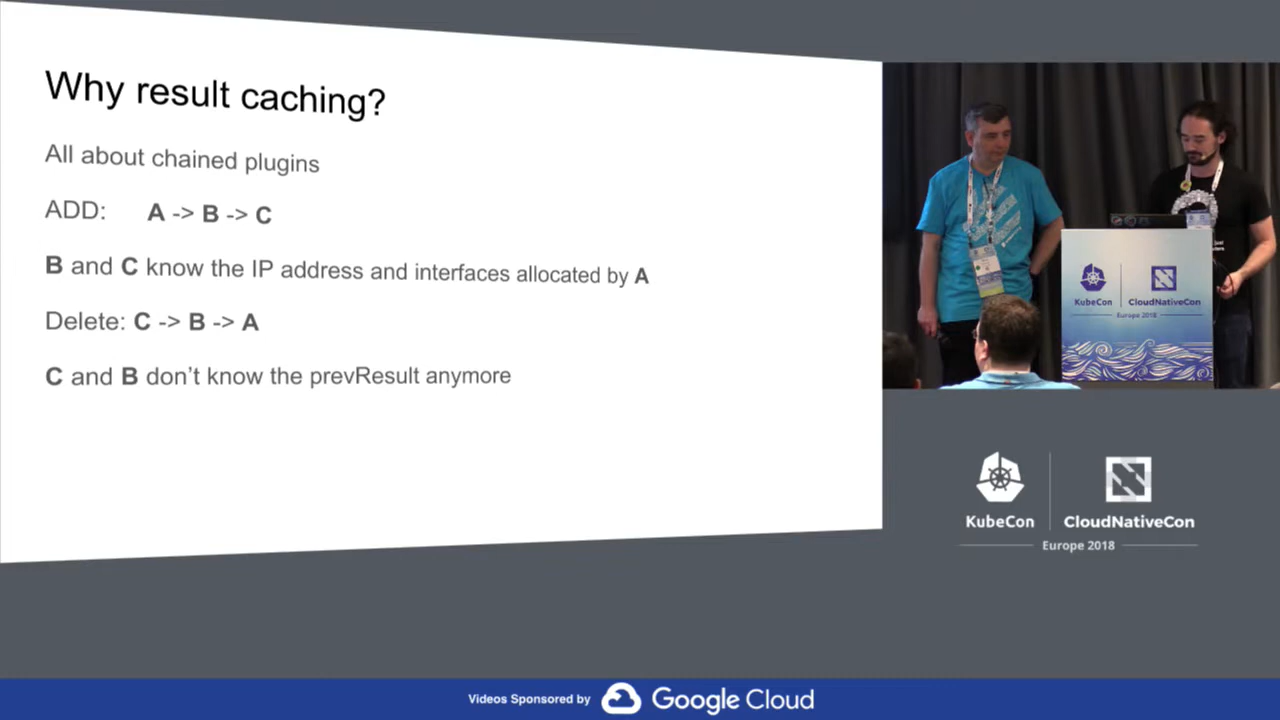 Why result caching?
All about chained plugins
ADD: A -> B -> C
B and C know the IP address and interfaces allocated by A
Delete: C -> B -> A
C and B don't know the prevResult anymore
KubeCon CloudNativeCon
Europe 2018
KubeCon CloudNativeCon
Europe 2018
Videos Sponsored by Google Cloud